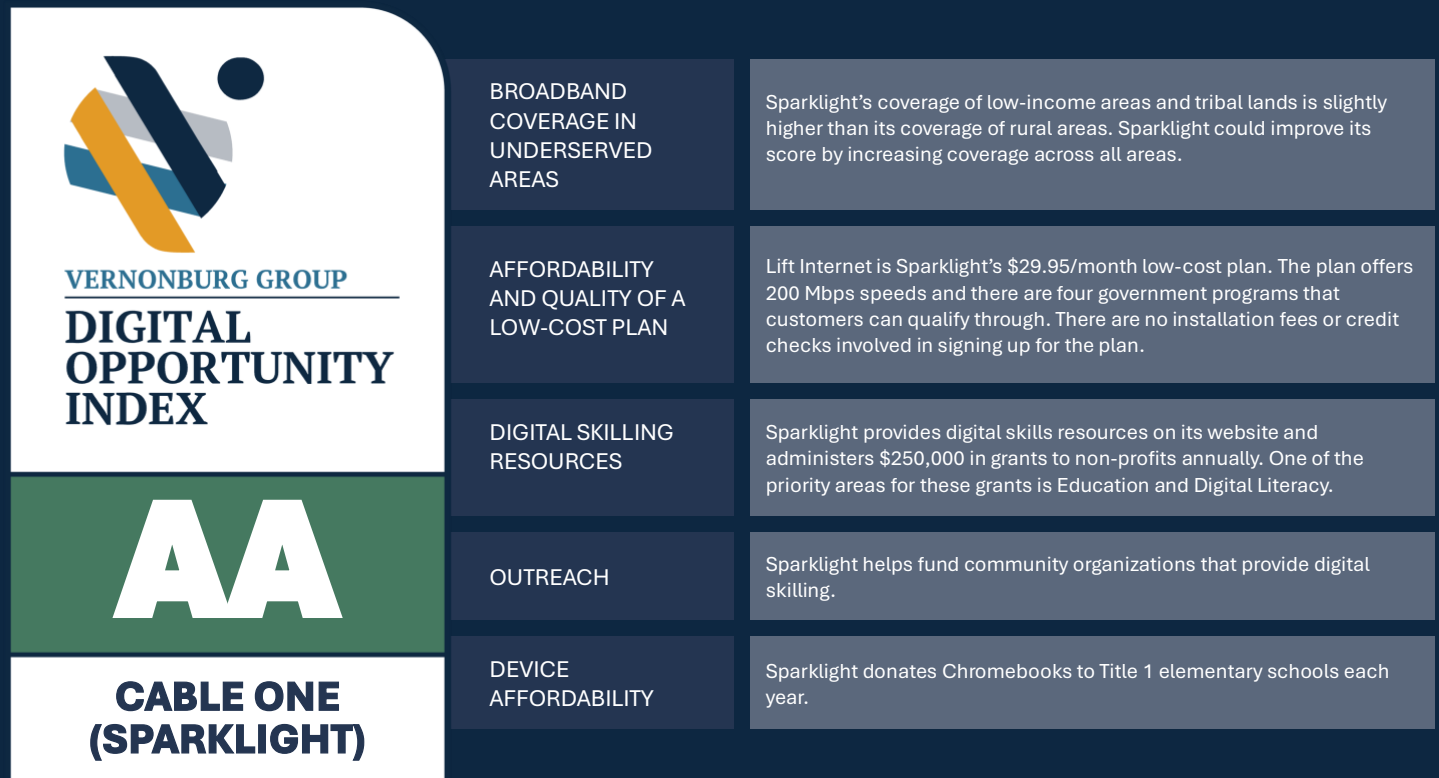 VERNONBURG GROUP
DIGITAL
OPPORTUNITY
INDEX
AA
CABLE ONE
(SPARKLIGHT)
BROADBAND
COVERAGE IN
UNDERSERVED
AREAS
Sparklight’s coverage of low-income areas and tribal lands is slightly
higher than its coverage of rural areas. Sparklight could improve its
score by increasing coverage across all areas.
AFFORDABILITY
AND QUALITY OF A
LOW-COST PLAN
Lift Internet is Sparklight’s $29.95/month low-cost plan. The plan offers
200 Mbps speeds and there are four government programs that
customers can qualify through. There are no installation fees or credit
checks involved in signing up for the plan.
DIGITAL SKILLING
RESOURCES
Sparklight provides digital skills resources on its website and
administers $250,000 in grants to non-profits annually. One of the
priority areas for these grants is Education and Digital Literacy.
OUTREACH
Sparklight helps fund community organizations that provide digital
skilling.
DEVICE
AFFORDABILITY
Sparklight donates Chromebooks to Title 1 elementary schools each
year.